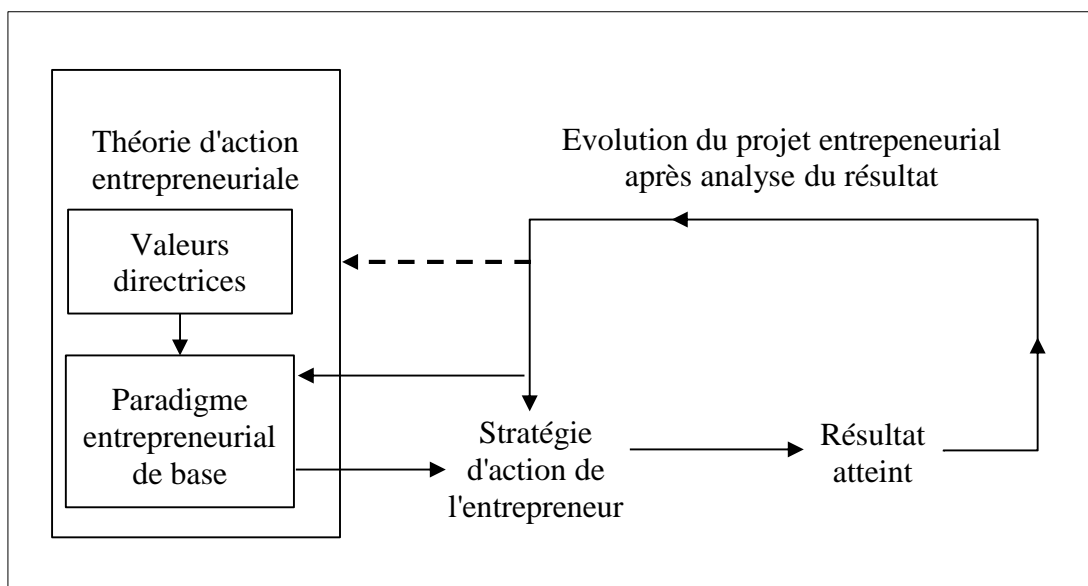 Théorie d'action
entrepreneuriale
Valeurs
directrices
Paradigme
entrepreneurial
de base
Evolution du projet entrepeneurial
après analyse du résultat
Stratégie
d'action de
l'entrepreneur
Résultat
atteint